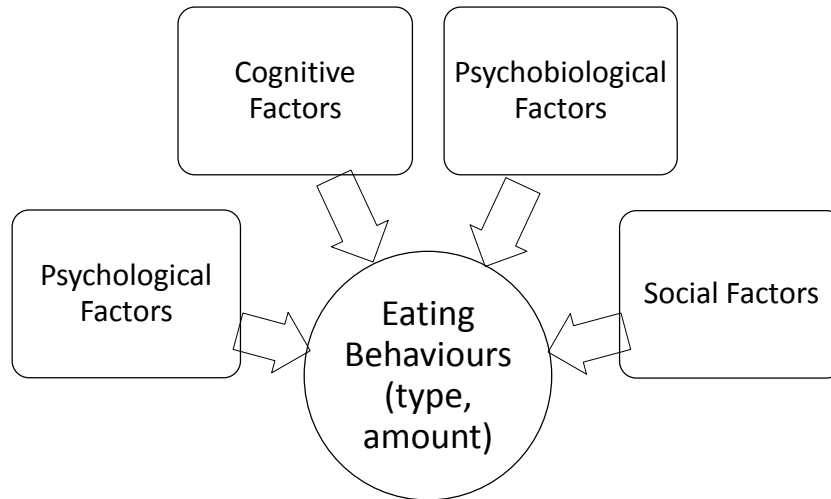 Cognitive
Factors
Psychobiological
Factors
Psychological
Factors
Social Factors
Eating
Behaviours
(type,
amount)